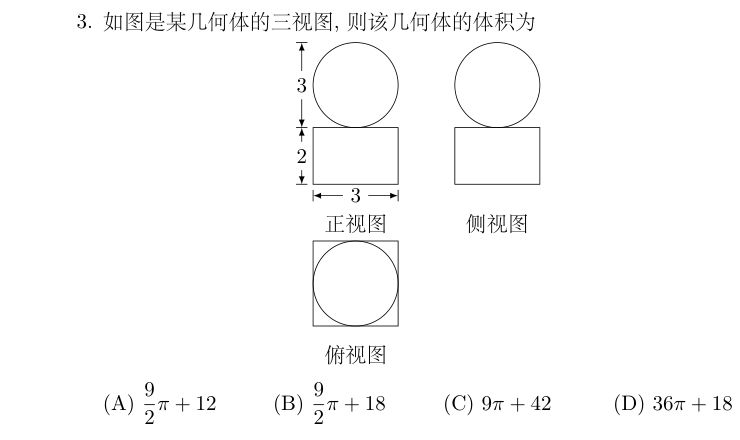 3. 如图是某几何体的三视图, 则该几何体的体积为
3
2
3
正视图 侧视图
俯视图
(A) 9/2 π + 12 (B) 9/2 π + 18 (C) 9π + 42 (D) 36π + 18